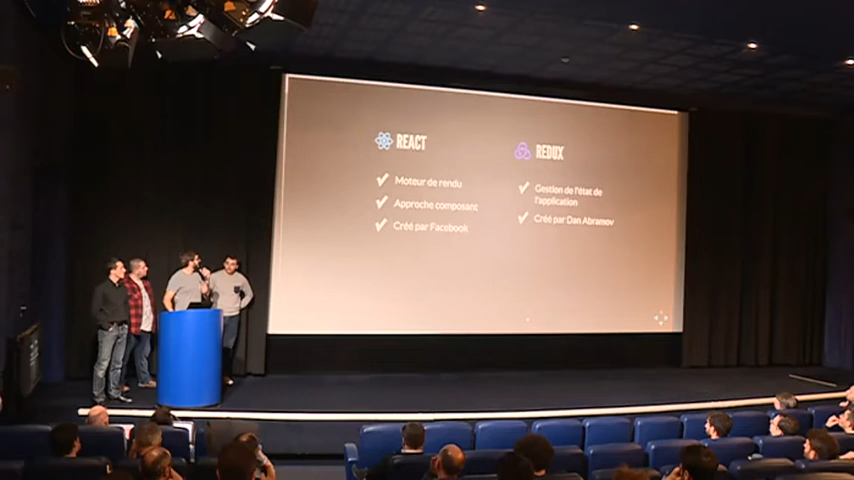 REACT
Moteur de rendu
Approche composant
Créé par Facebook
REDUX
Gestion de l'état de
l'application
Créé par Dan Abramov